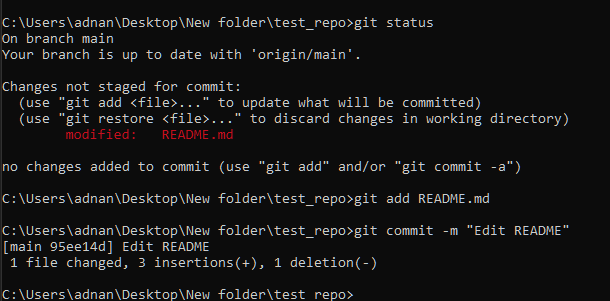 C:\Users\adnan\Desktop\New folder\test_repo>git status
On branch main
Your branch is up to date with 'origin/main'.
Changes not staged for commit:
(use "git add <file>..." to update what will be committed)
(use "git restore <file>..." to discard changes in working directory)
modified:   README.md
no changes added to commit (use "git add" and/or "git commit -a")
C:\Users\adnan\Desktop\New folder\test_repo>git add README.md
C:\Users\adnan\Desktop\New folder\test_repo>git commit -m "Edit README"
[main 95ee14d] Edit README
1 file changed, 3 insertions(+), 1 deletion(-)
C:\Users\adnan\Desktop\New folder\test_repo>